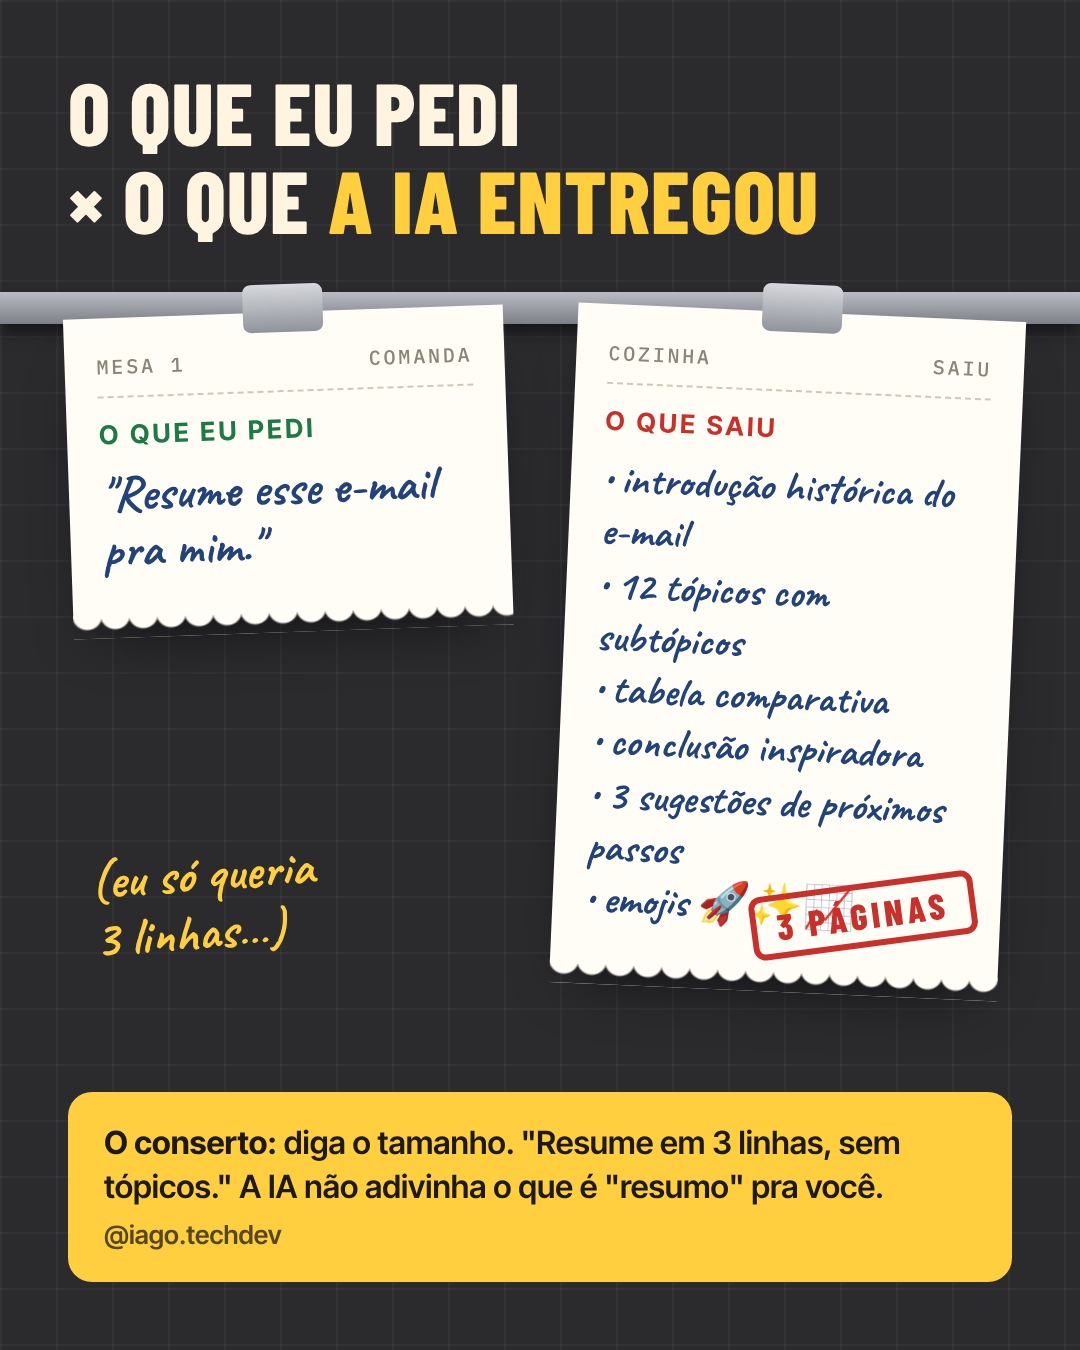 O QUE EU PEDI
× O QUE A IA ENTREGOU
MESA 1 COMANDA
O QUE EU PEDI
"Resume esse e-mail
pra mim."
(eu só queria
3 linhas...)
COZINHA SAIU
O QUE SAIU
• introdução histórica do
e-mail
• 12 tópicos com
subtópicos
• tabela comparativa
• conclusão inspiradora
• 3 sugestões de próximos
passos
• emojis 🚀 ✨ 📈
3 PÁGINAS
O conserto: diga o tamanho. "Resume em 3 linhas, sem
tópicos." A IA não adivinha o que é "resumo" pra você.
@iago.techdev